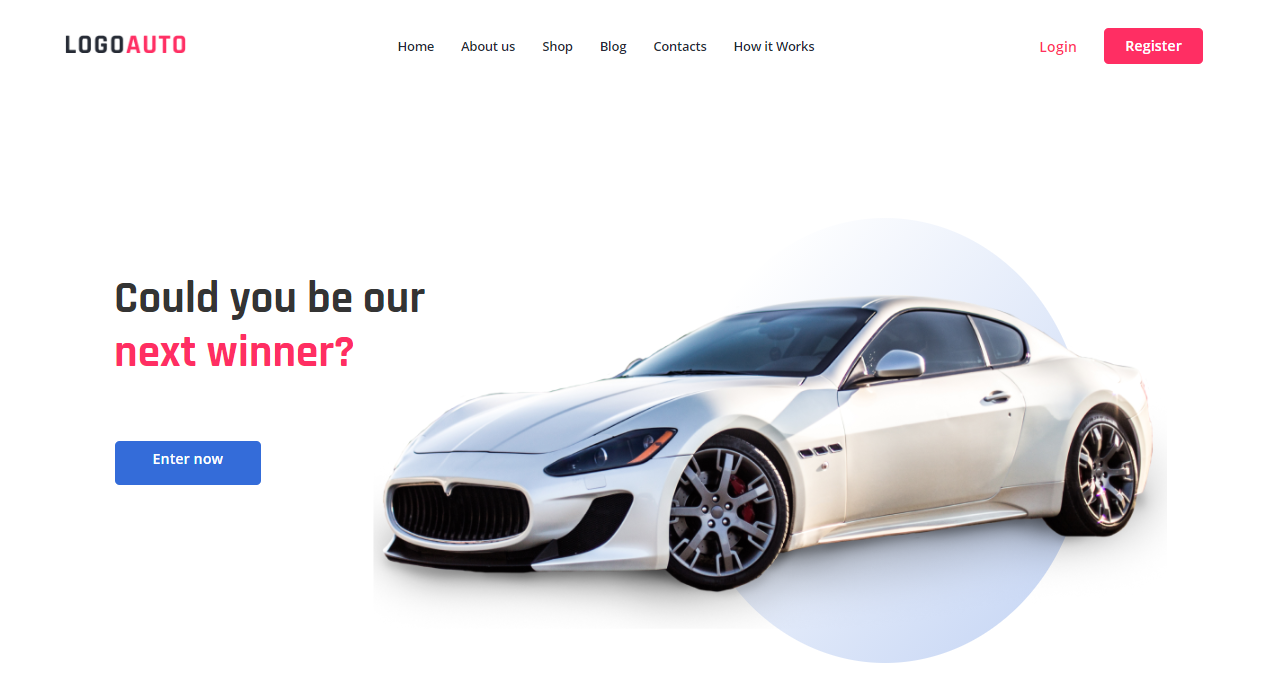 LOGOAUTO
Home About us Shop Blog Contacts How it Works
Login Register
Could you be our
next winner?
Enter now